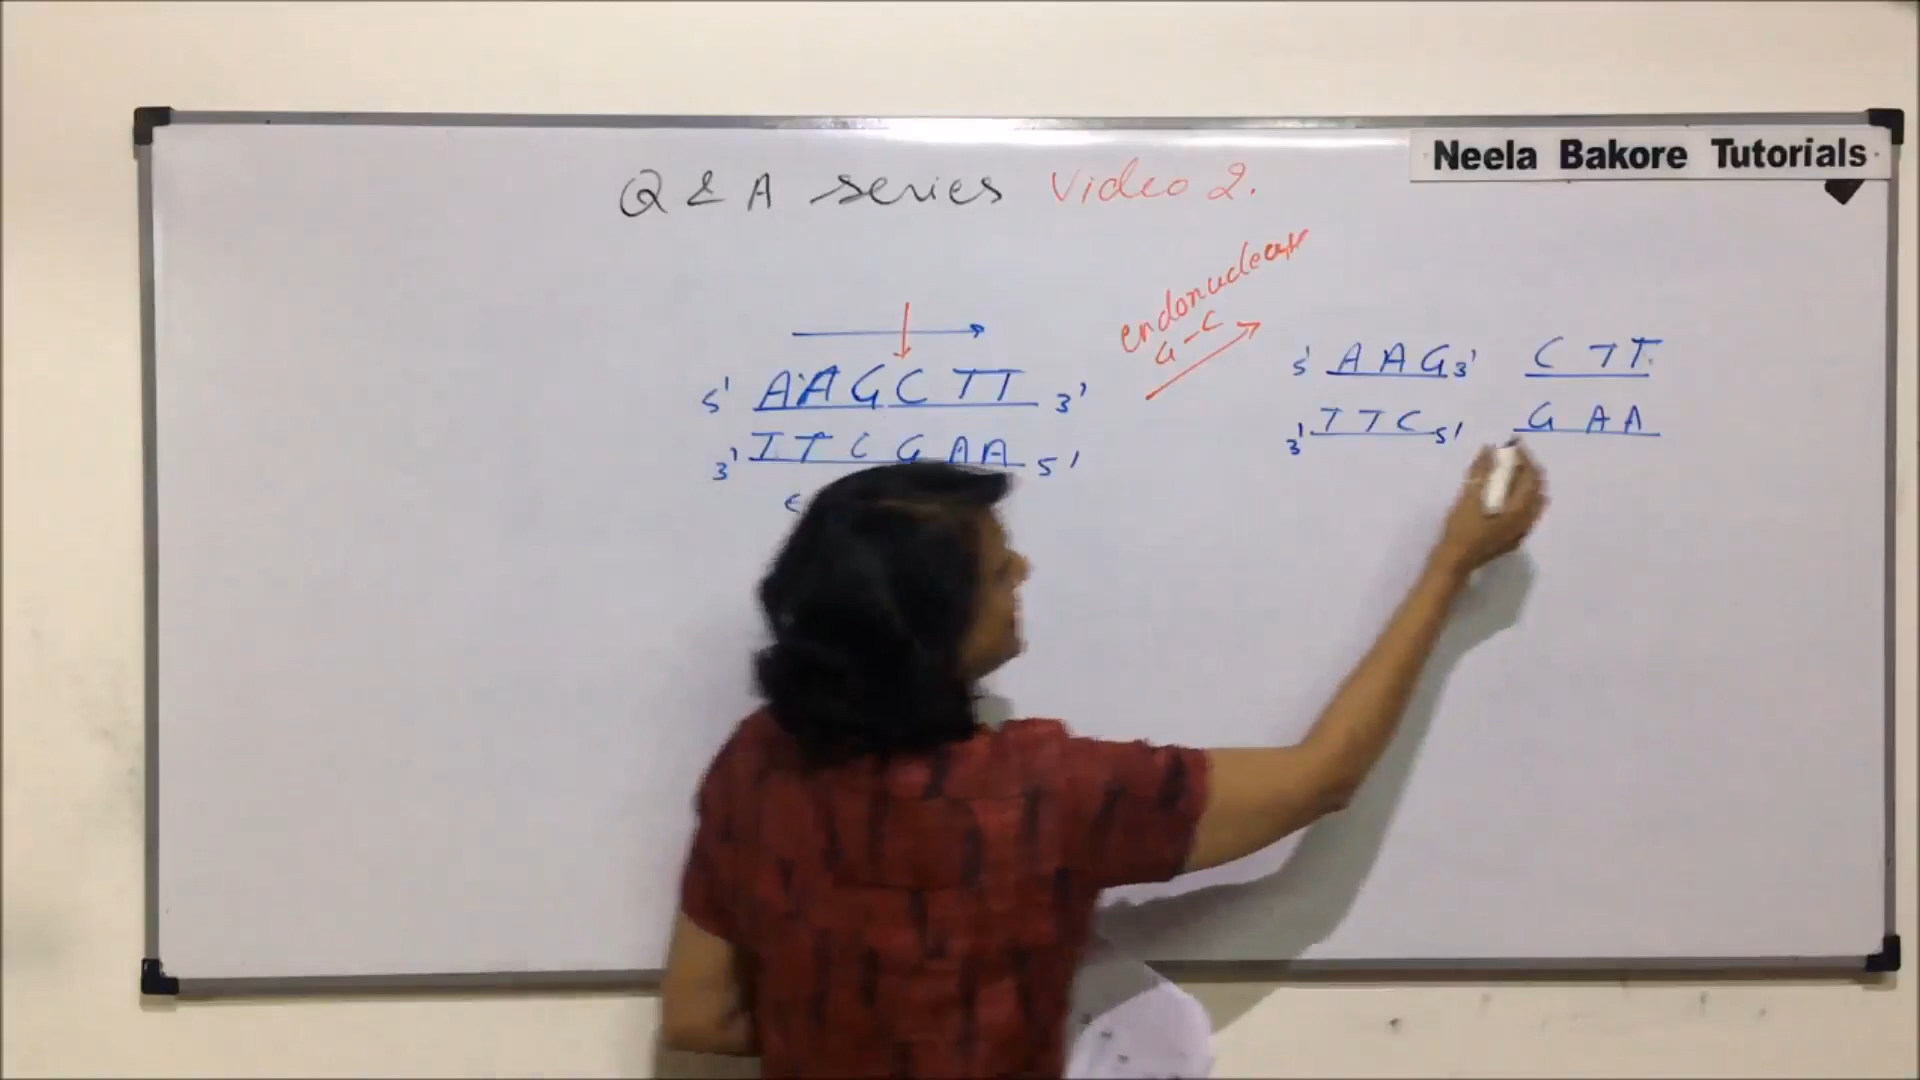 Neela Bakore Tutorials
Q & A series Video 2.
5' AAGCTT 3'
3' TTCGAA 5'
endonuclease
G-C
5' AAG 3' CTT
3' TTC 5' GAA